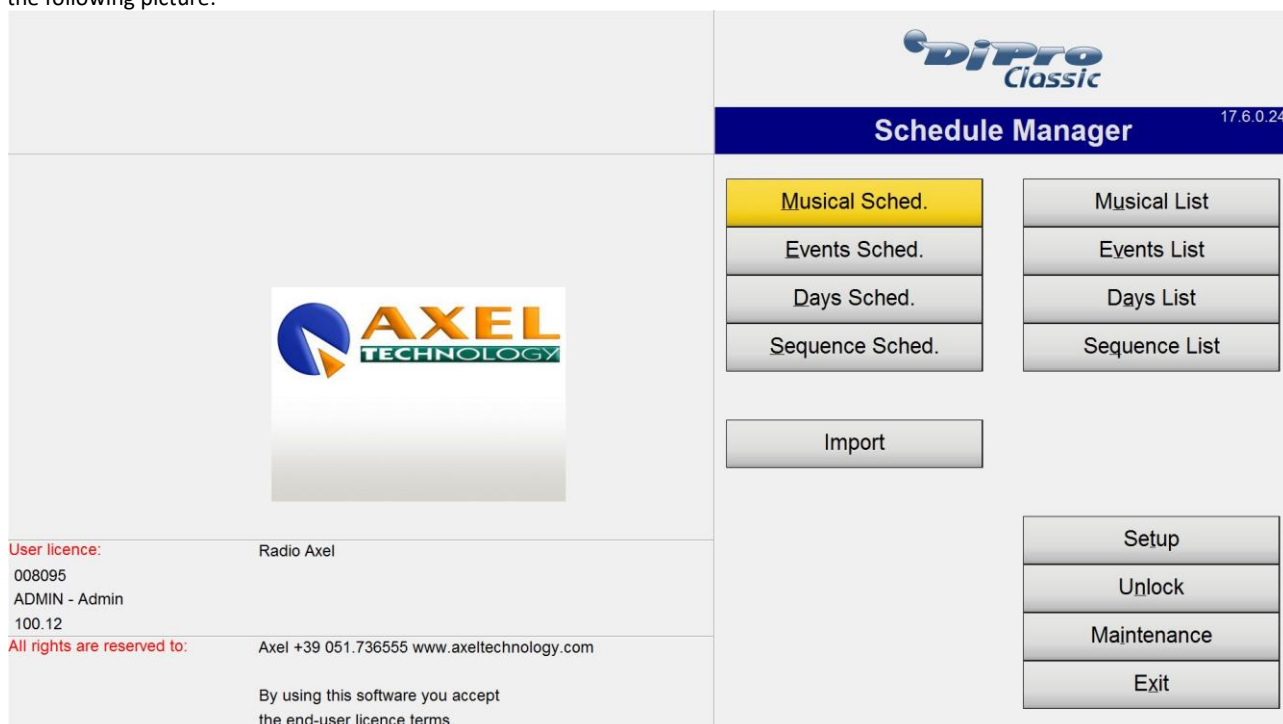 the following picture:
DjPro
Classic
Schedule Manager
17.6.0.24
Musical Sched.
Musical List
Events Sched.
Events List
Days Sched.
Days List
Sequence Sched.
Sequence List
AXEL
TECHNOLOGY
Import
User licence:
Radio Axel
008095
ADMIN - Admin
100.12
All rights are reserved to:
Axel +39 051.736555 www.axeltechnology.com
By using this software you accept
the end-user licence terms
Setup
Unlock
Maintenance
Exit